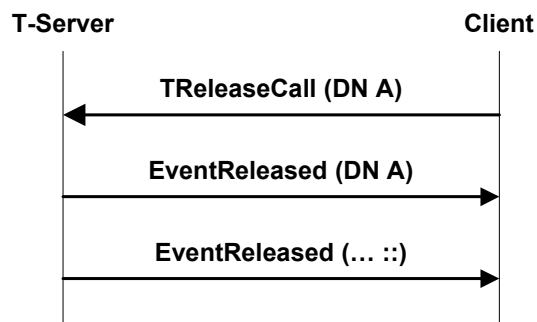 T-Server Client
TReleaseCall (DN A)
EventReleased (DN A)
EventReleased (… ::)